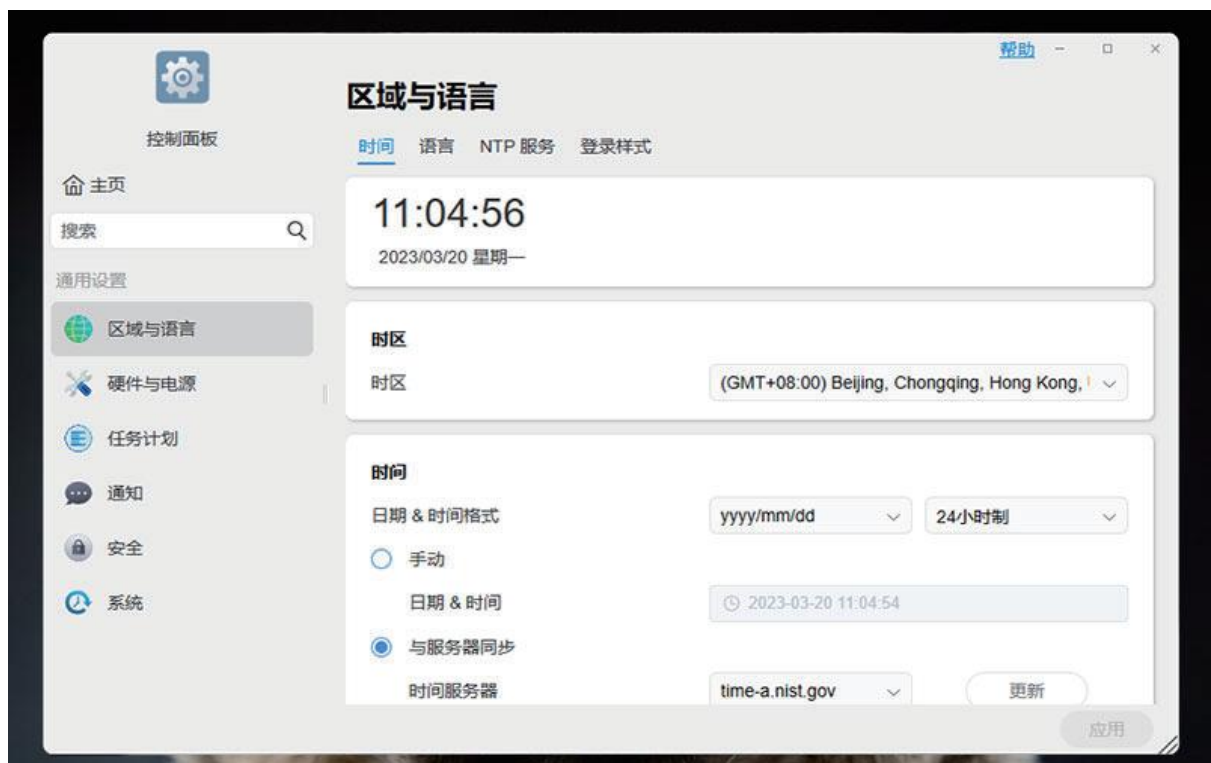 帮助
控制面板
主页
搜索
通用设置
区域与语言
硬件与电源
任务计划
通知
安全
系统
区域与语言
时间 语言 NTP 服务 登录样式
11:04:56
2023/03/20 星期一
时区
时区 (GMT+08:00) Beijing, Chongqing, Hong Kong,
时间
日期 & 时间格式 yyyy/mm/dd 24小时制
手动
日期 & 时间 2023-03-20 11:04:54
与服务器同步
时间服务器 time-a.nist.gov 更新
应用